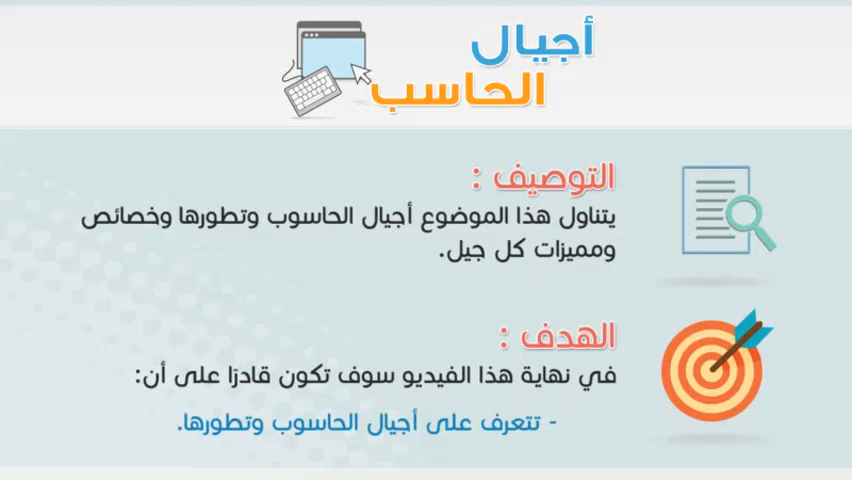 أجيال
الحاسب
التوصيف :
يتناول هذا الموضوع أجيال الحاسوب وتطورها وخصائص
ومميزات كل جيل.
الهدف :
في نهاية هذا الفيديو سوف تكون قادرًا على أن:
- تتعرف على أجيال الحاسوب وتطورها.